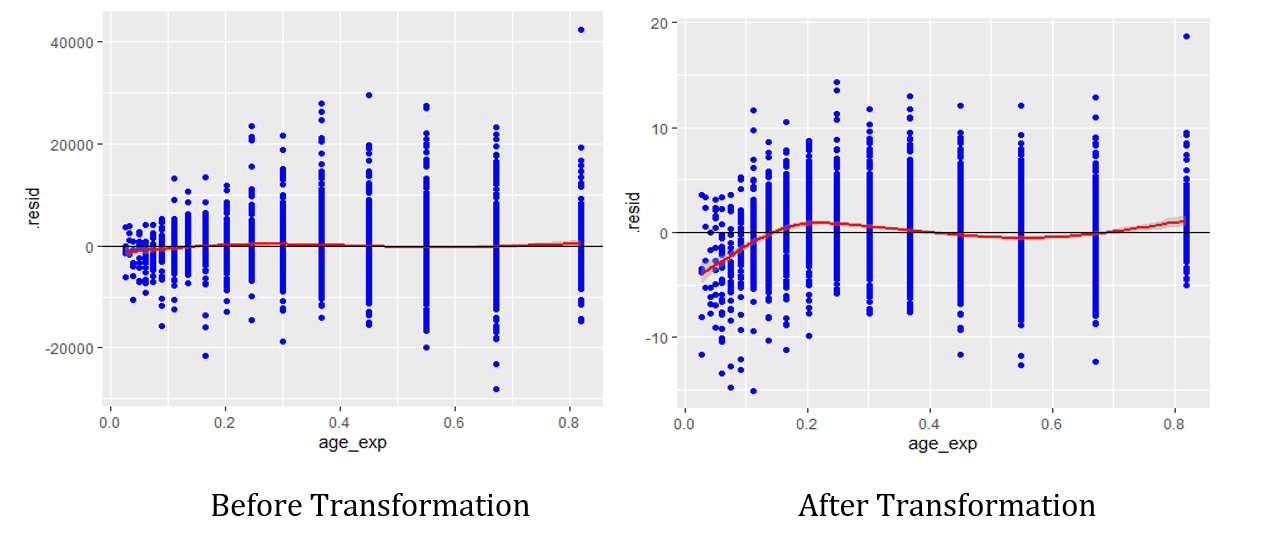 40000
20000
0
-20000
.resid
0.0 0.2 0.4 0.6 0.8
age_exp
Before Transformation
20
10
0
-10
.resid
0.0 0.2 0.4 0.6 0.8
age_exp
After Transformation